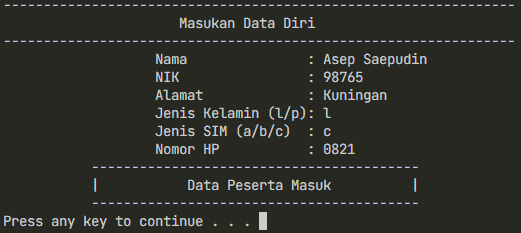 ----------------------------------------------------------------
Masukan Data Diri
----------------------------------------------------------------
Nama : Asep Saepudin
NIK : 98765
Alamat : Kuningan
Jenis Kelamin (l/p): l
Jenis SIM (a/b/c) : c
Nomor HP : 0821
-----------------------------------------
| Data Peserta Masuk |
-----------------------------------------
Press any key to continue . . .